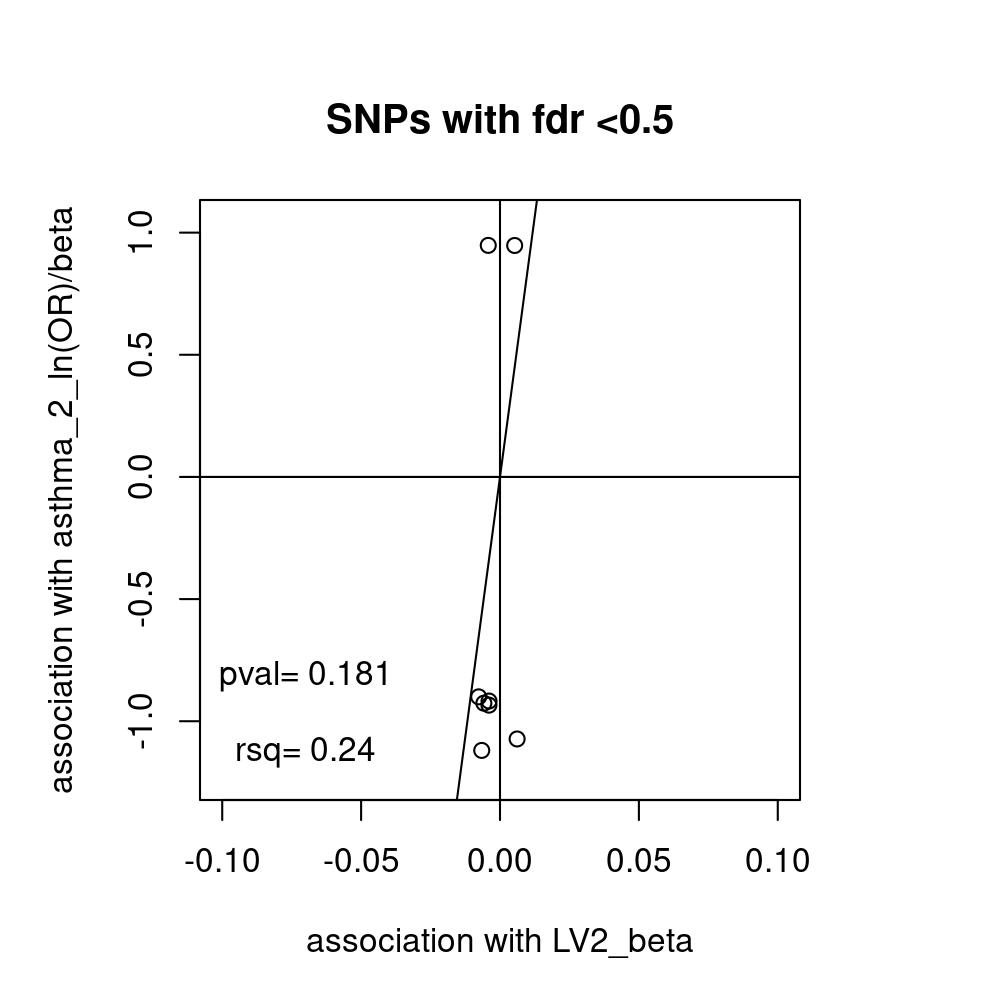 SNPs with fdr <0.5
association with asthma_2_ln(OR)/beta
1.0
0.5
0.0
-0.5
-1.0
pval= 0.181
rsq= 0.24
-0.10 -0.05 0.00 0.05 0.10
association with LV2_beta